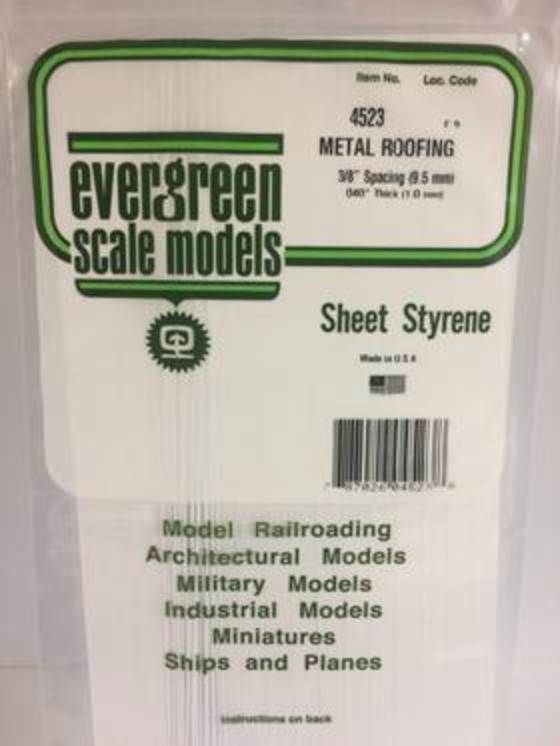 Item No. Loc. Code
4523
METAL ROOFING
3/8" Spacing (9.5 mm)
.040" Thick (1.0 mm)
evergreen
scale models
Sheet Styrene
Made in U S A
Model Railroading
Architectural Models
Military Models
Industrial Models
Miniatures
Ships and Planes
Instructions on back